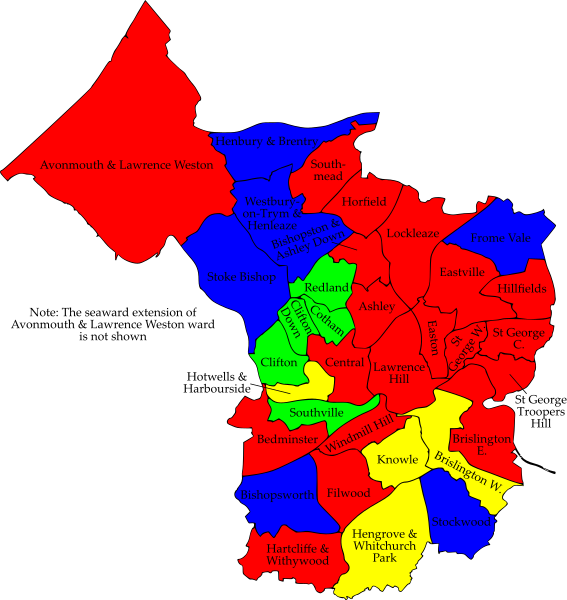 Henbury & Brentry
Avonmouth & Lawrence Weston
South-
mead
Horfield
Westbury-
on-Trym &
Henleaze
Bishopston &
Ashley Down
Lockleaze
Frome Vale
Stoke Bishop
Eastville
Hillfields
Redland
Note: The seaward extension of
Avonmouth & Lawrence Weston ward
is not shown
Clifton
Down
Cotham
Ashley
Easton
St
George W.
St George
C.
Clifton
Central
Lawrence
Hill
Hotwells &
Harbourside
St George
Troopers
Hill
Southville
Bedminster
Windmill Hill
Knowle
Brislington
E.
Brislington W.
Bishopsworth
Filwood
Stockwood
Hengrove &
Whitchurch
Park
Hartcliffe &
Withywood